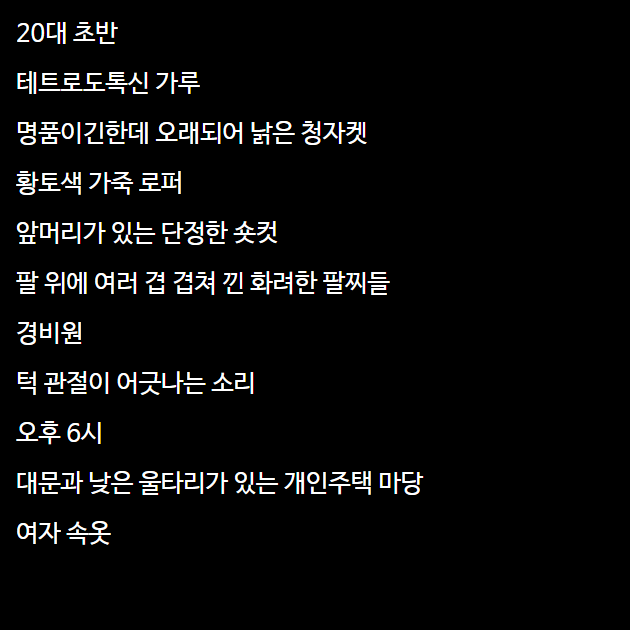 20대 초반
테트로도톡신 가루
명품이긴한데 오래되어 낡은 청자켓
황토색 가죽 로퍼
앞머리가 있는 단정한 숏컷
팔 위에 여러 겹 겹쳐 낀 화려한 팔찌들
경비원
턱 관절이 어긋나는 소리
오후 6시
대문과 낮은 울타리가 있는 개인주택 마당
여자 속옷